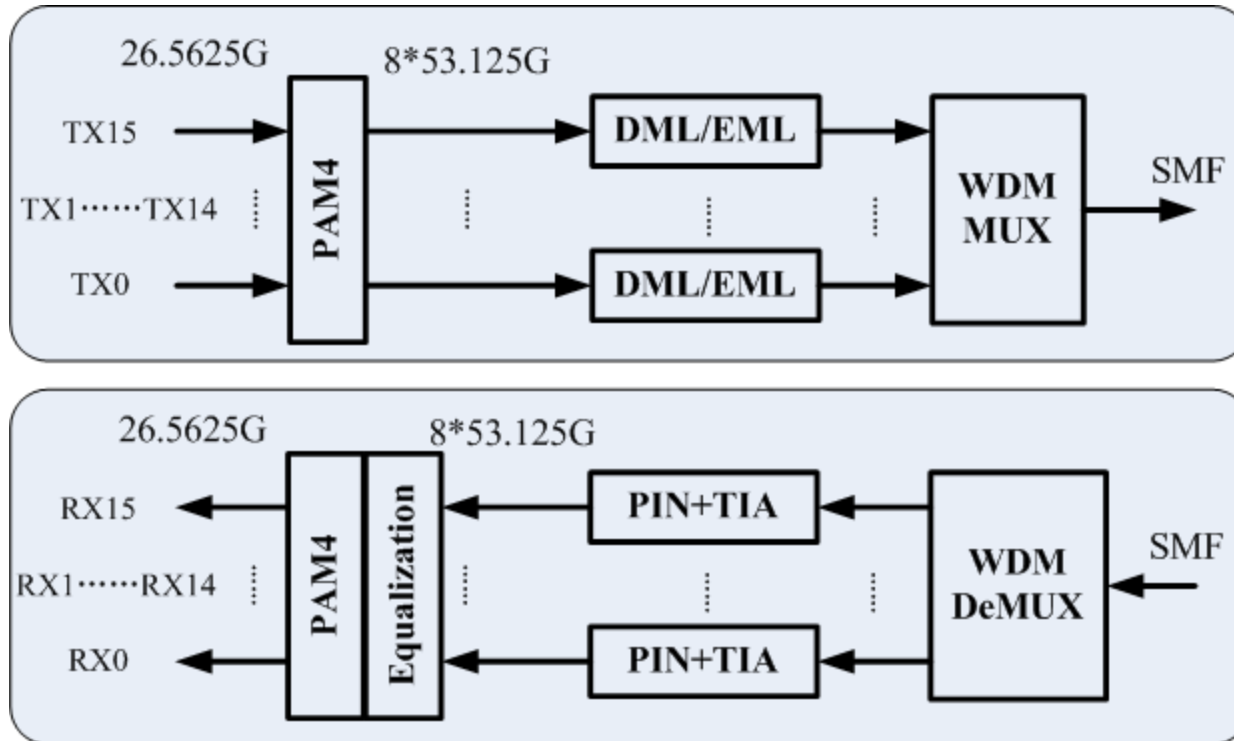 26.5625G
8*53.125G
TX15
TX1······TX14
TX0
PAM4
DML/EML
DML/EML
WDM
MUX
SMF
26.5625G
8*53.125G
RX15
RX1······RX14
RX0
PAM4
Equalization
PIN+TIA
PIN+TIA
WDM
DeMUX
SMF